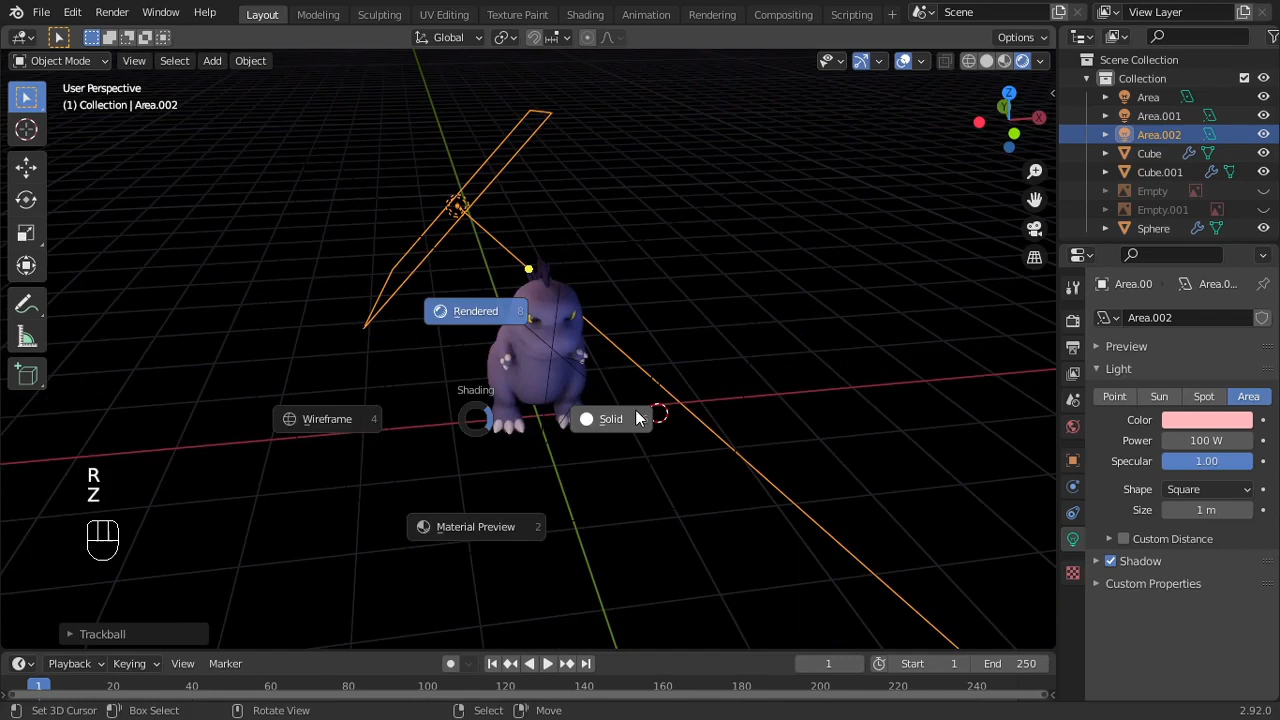 File Edit Render Window Help Layout Modeling Sculpting UV Editing Texture Paint Shading Animation Rendering Compositing Scripting + Scene View Layer
Global Options
Object Mode View Select Add Object
User Perspective
(1) Collection | Area.002
Z
Y
X
Scene Collection
Collection
Area
Area.001
Area.002
Cube
Cube.001
Empty
Empty.001
Sphere
Area.00 Area.0...
Area.002
Preview
Light
Point Sun Spot Area
Color
Power 100 W
Specular 1.00
Shape Square
Size 1 m
Custom Distance
Shadow
Custom Properties
Rendered 8
Shading
Wireframe 4
Solid
Material Preview 2
R
Z
Trackball
Playback Keying View Marker 1 Start 1 End 250
1 20 40 60 80 100 120 140 160 180 200 220 240
Set 3D Cursor Box Select Rotate View Select Move 2.92.0